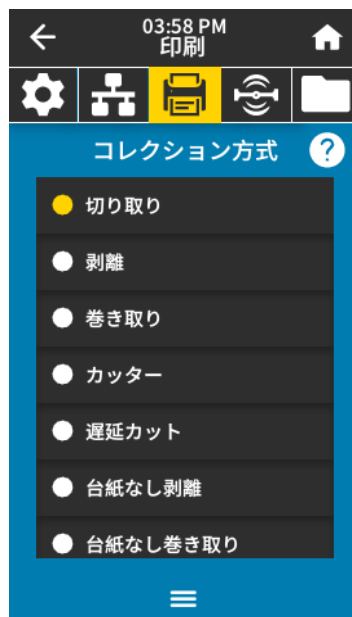 03:58 PM
印刷
コレクション方式
?
切り取り
剥離
巻き取り
カッター
遅延カット
台紙なし剥離
台紙なし巻き取り